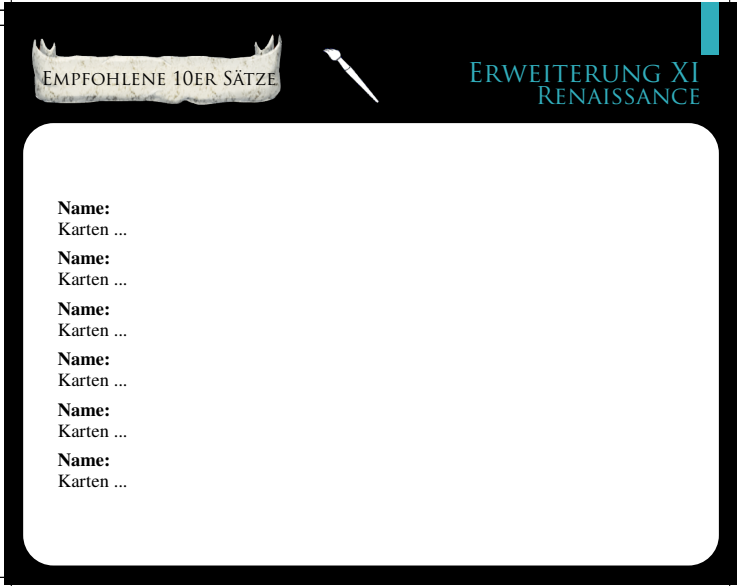 Empfohlene 10er Sätze
Erweiterung XI
Renaissance
Name:
Karten ...
Name:
Karten ...
Name:
Karten ...
Name:
Karten ...
Name:
Karten ...
Name:
Karten ...